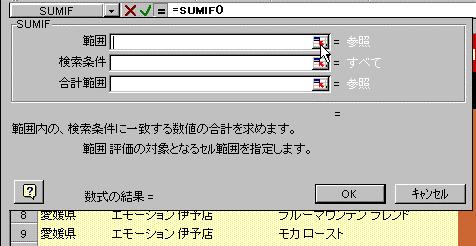 SUMIF = =SUMIF()
SUMIF
範囲 = 参照
検索条件 = すべて
合計範囲 = 参照
=
範囲内の、検索条件に一致する数値の合計を求めます。
範囲 評価の対象となるセル範囲を指定します。
? 数式の結果 = OK キャンセル
8 愛媛県 エモーション 伊予店 ブルーマウンテン ブレンド
9 愛媛県 エモーション 伊予店 モカ ロースト